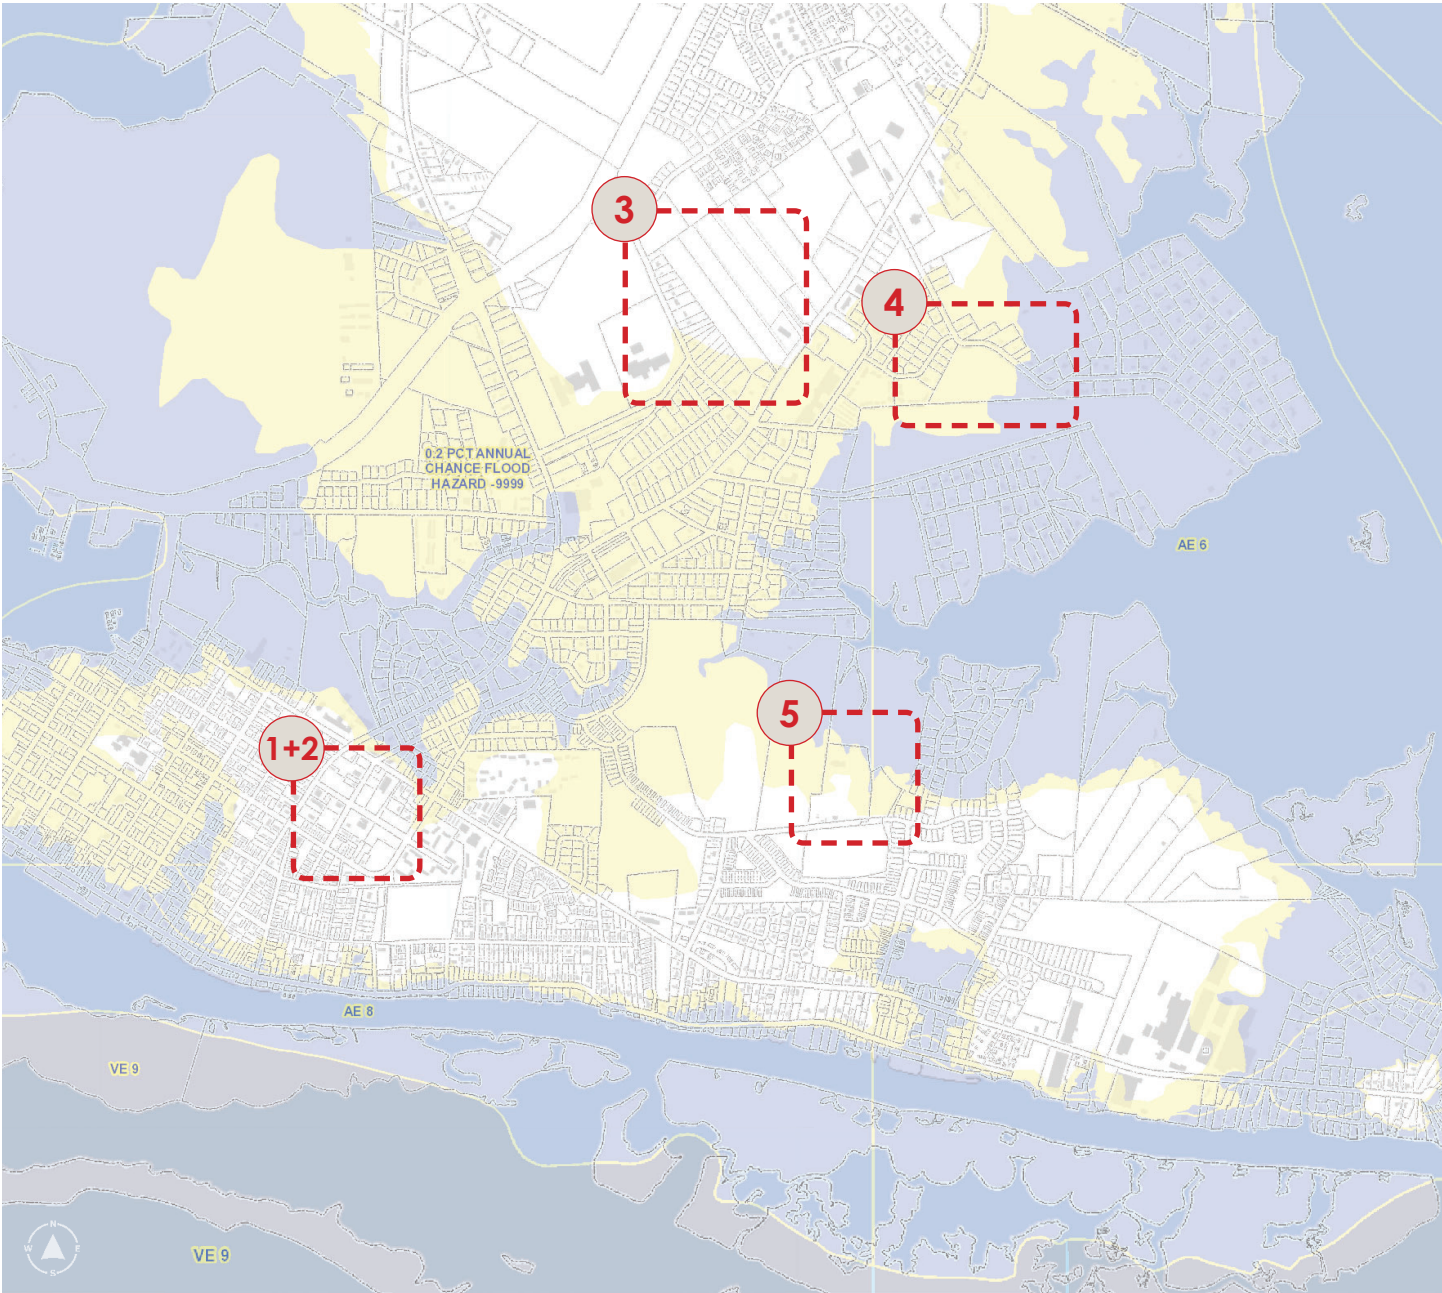 3
4
0.2 PCT ANNUAL
CHANCE FLOOD
HAZARD -9999
AE 6
5
1+2
AE 8
VE 9
VE 9
N
W E
S